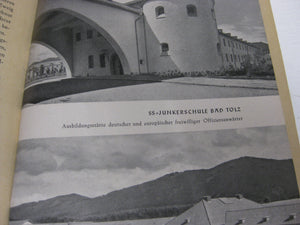 SS-JUNKERSCHULE BAD TÖLZ
Ausbildungsstätte deutscher und europäischer freiwilliger Offiziersanwärter